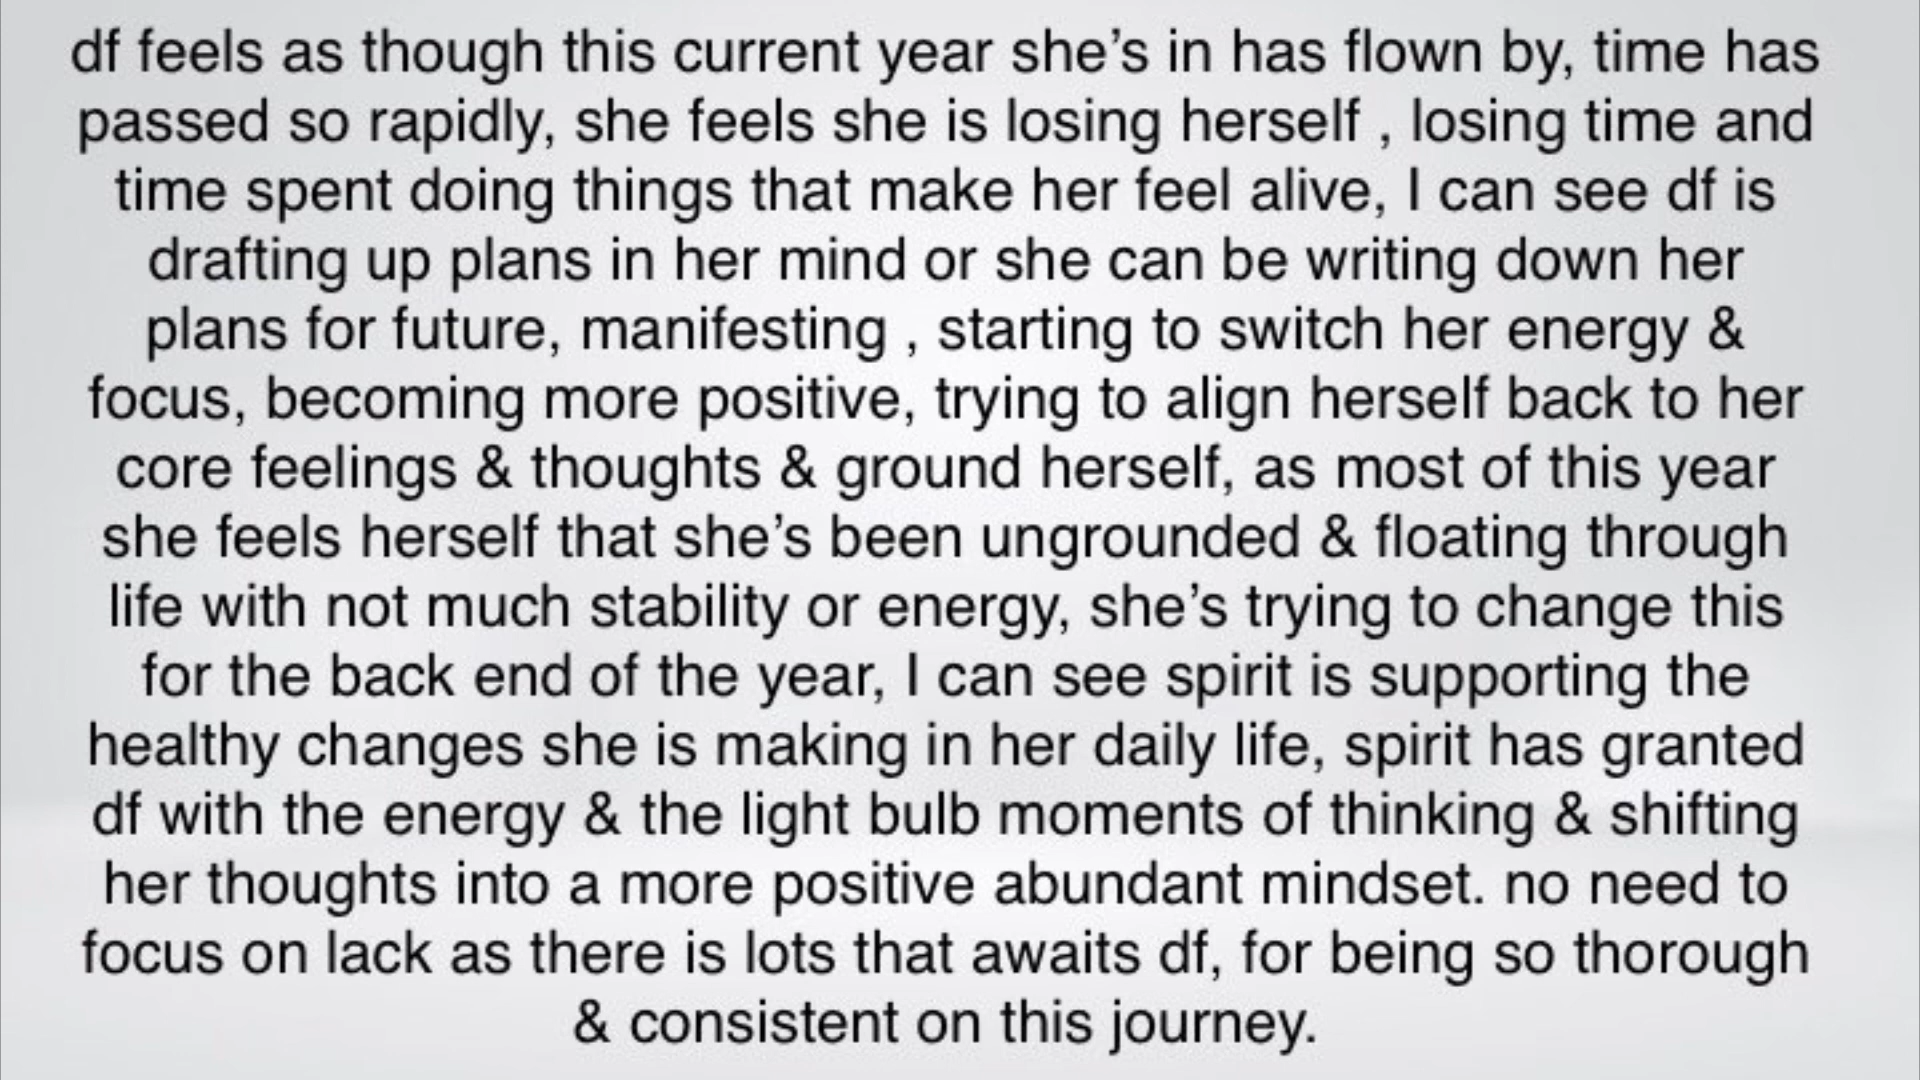 df feels as though this current year she’s in has flown by, time has
passed so rapidly, she feels she is losing herself , losing time and
time spent doing things that make her feel alive, I can see df is
drafting up plans in her mind or she can be writing down her
plans for future, manifesting , starting to switch her energy &
focus, becoming more positive, trying to align herself back to her
core feelings & thoughts & ground herself, as most of this year
she feels herself that she’s been ungrounded & floating through
life with not much stability or energy, she’s trying to change this
for the back end of the year, I can see spirit is supporting the
healthy changes she is making in her daily life, spirit has granted
df with the energy & the light bulb moments of thinking & shifting
her thoughts into a more positive abundant mindset. no need to
focus on lack as there is lots that awaits df, for being so thorough
& consistent on this journey.